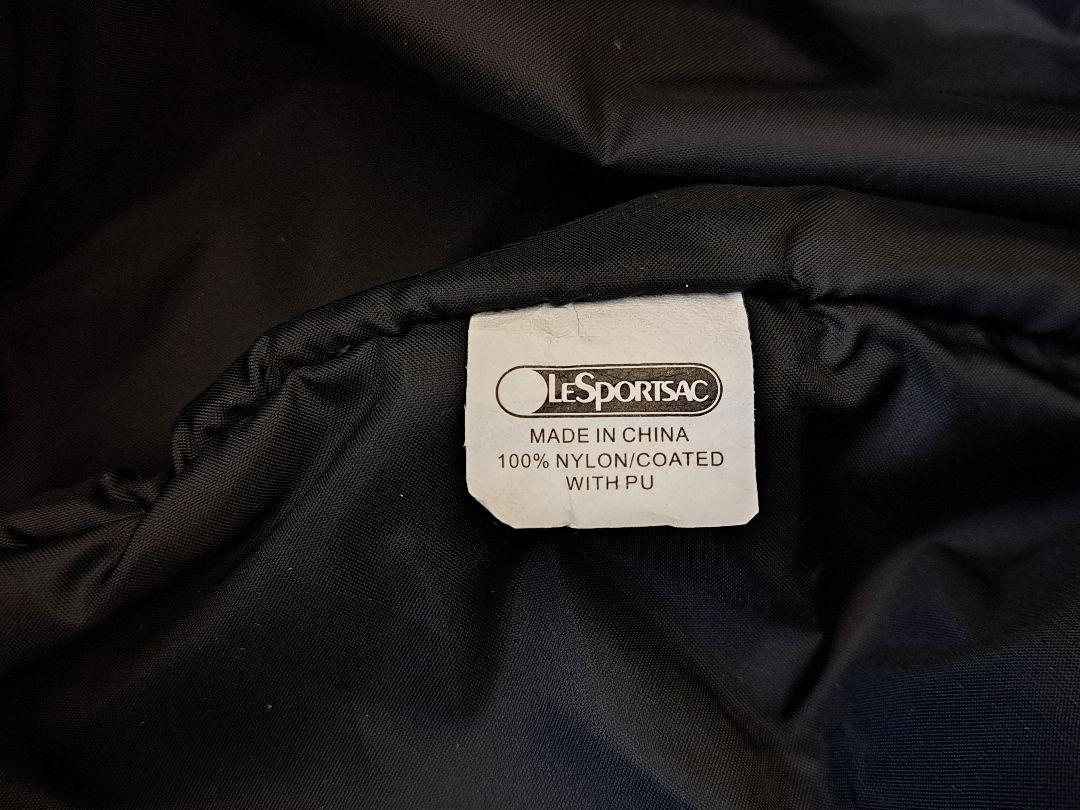 LESPORTSAC
MADE IN CHINA
100% NYLON/COATED
WITH PU